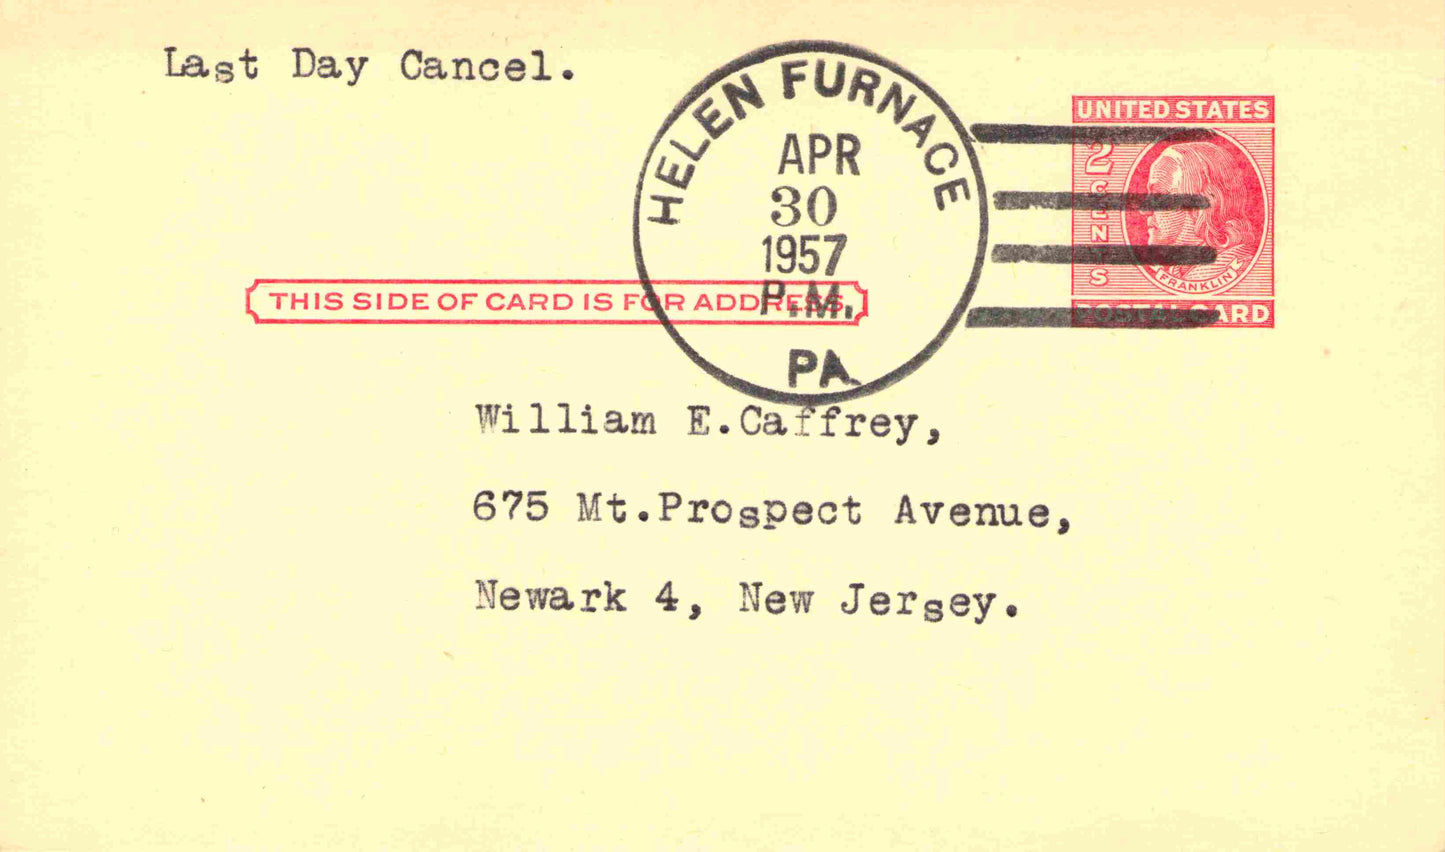 Last Day Cancel.
HELEN FURNACE
APR
30
1957
P.M.
PA.
UNITED STATES
2
CENTS
FRANKLIN
POSTAL CARD
THIS SIDE OF CARD IS FOR ADDRESS
William E.Caffrey,
675 Mt.Prospect Avenue,
Newark 4, New Jersey.